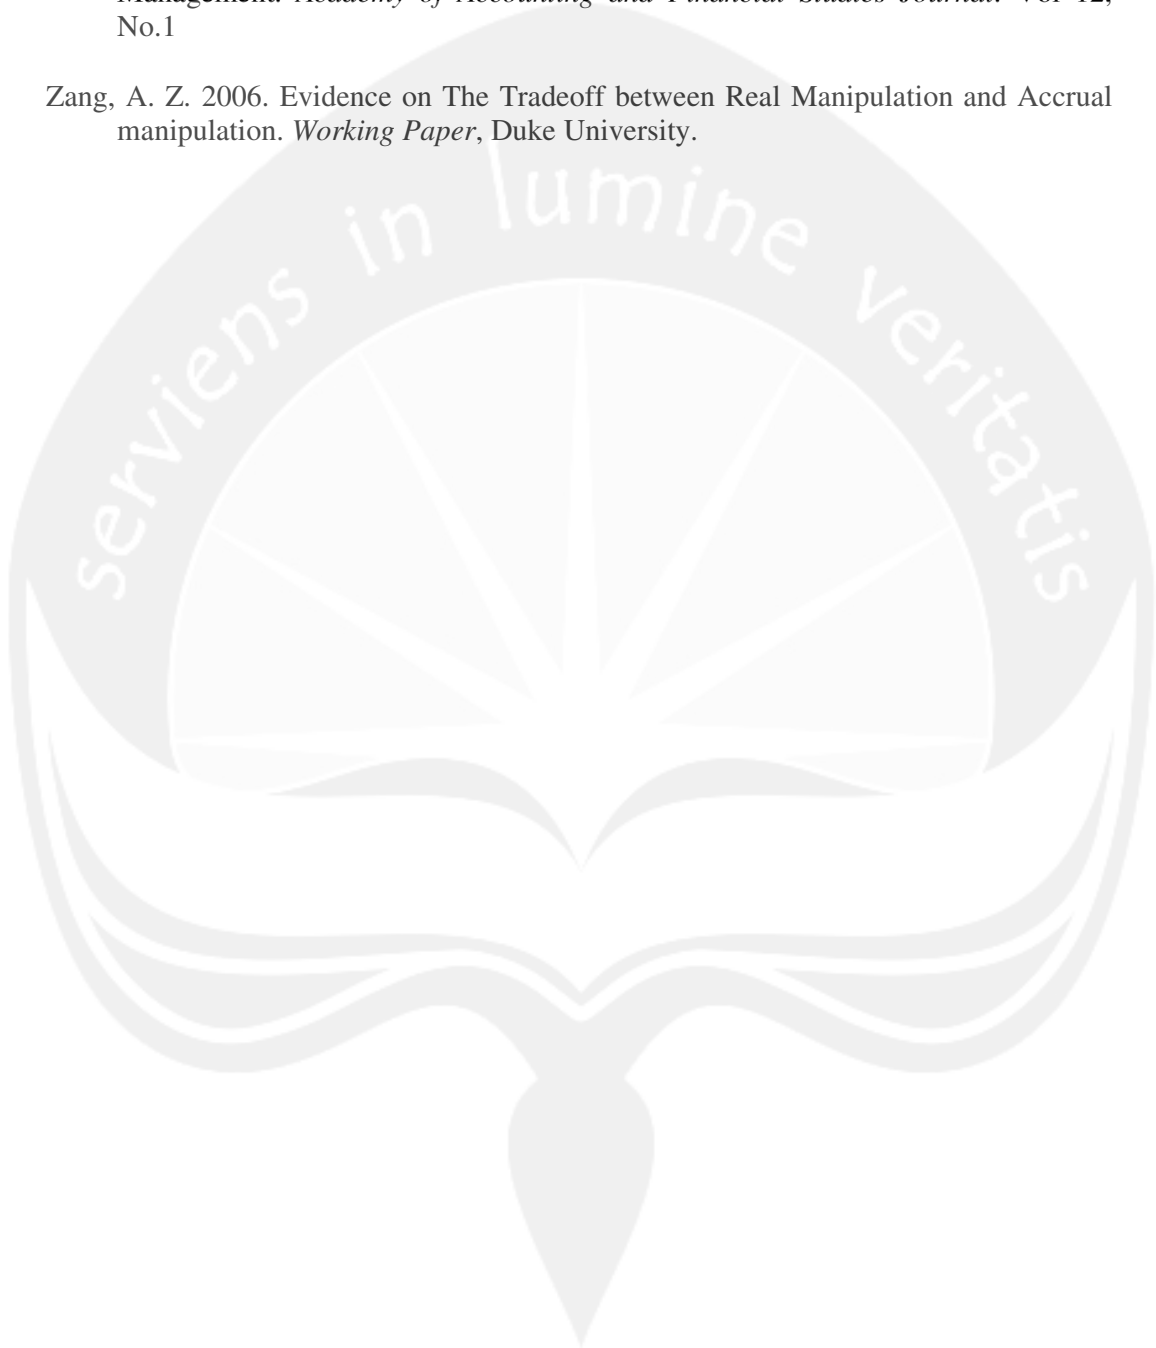 Management. Academy of Accounting and Financial Studies Journal. Vol 12,
No.1
Zang, A. Z. 2006. Evidence on The Tradeoff between Real Manipulation and Accrual
manipulation. Working Paper, Duke University.
serviens in lumine veritatis